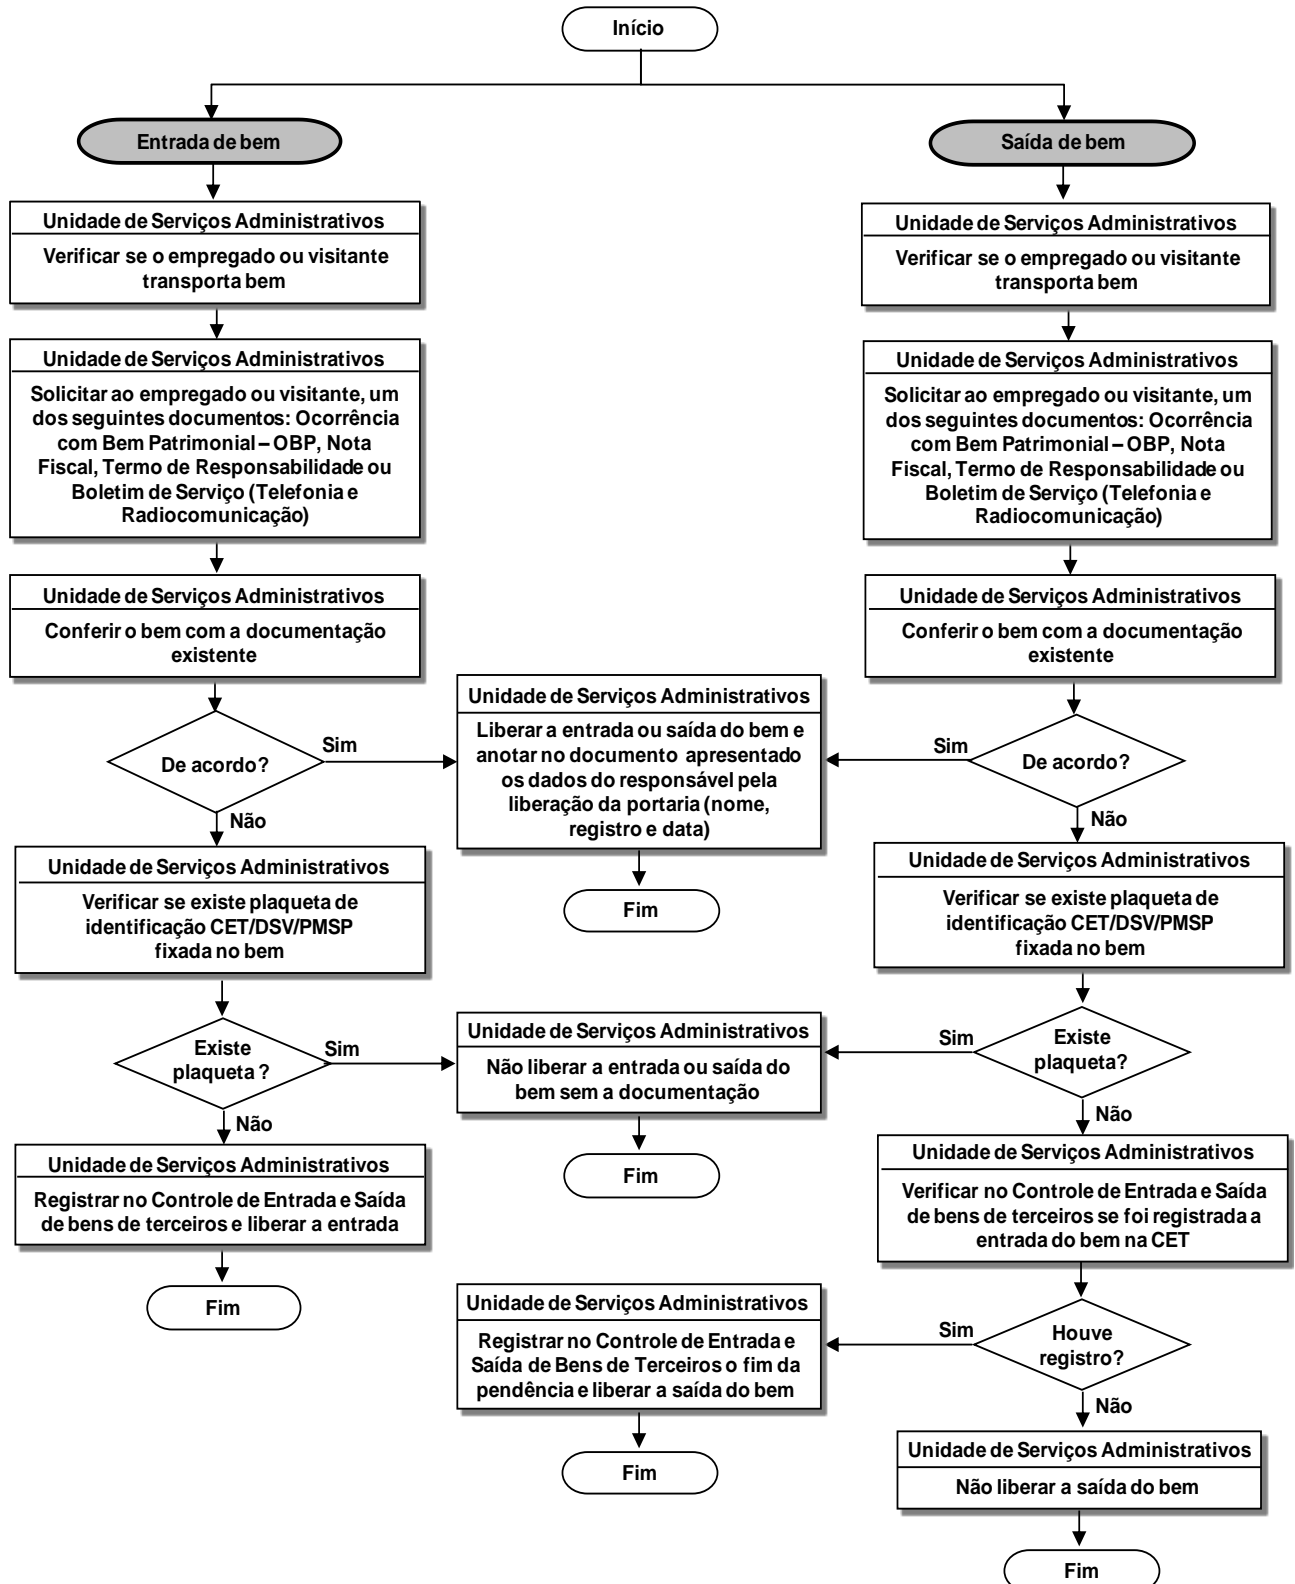 Início
Entrada de bem
Unidade de Serviços Administrativos
Verificar se o empregado ou visitante
transporta bem
Unidade de Serviços Administrativos
Solicitar ao empregado ou visitante, um
dos seguintes documentos: Ocorrência
com Bem Patrimonial – OBP, Nota
Fiscal, Termo de Responsabilidade ou
Boletim de Serviço (Telefonia e
Radiocomunicação)
Unidade de Serviços Administrativos
Conferir o bem com a documentação
existente
De acordo?
Sim
Não
Unidade de Serviços Administrativos
Verificar se existe plaqueta de
identificação CET/DSV/PMSP
fixada no bem
Existe
plaqueta ?
Sim
Não
Unidade de Serviços Administrativos
Registrar no Controle de Entrada e Saída
de bens de terceiros e liberar a entrada
Fim
Unidade de Serviços Administrativos
Liberar a entrada ou saída do bem e
anotar no documento apresentado
os dados do responsável pela
liberação da portaria (nome,
registro e data)
Fim
Unidade de Serviços Administrativos
Não liberar a entrada ou saída do
bem sem a documentação
Fim
Unidade de Serviços Administrativos
Registrar no Controle de Entrada e
Saída de Bens de Terceiros o fim da
pendência e liberar a saída do bem
Fim
Saída de bem
Unidade de Serviços Administrativos
Verificar se o empregado ou visitante
transporta bem
Unidade de Serviços Administrativos
Solicitar ao empregado ou visitante, um
dos seguintes documentos: Ocorrência
com Bem Patrimonial – OBP, Nota
Fiscal, Termo de Responsabilidade ou
Boletim de Serviço (Telefonia e
Radiocomunicação)
Unidade de Serviços Administrativos
Conferir o bem com a documentação
existente
Sim
De acordo?
Não
Unidade de Serviços Administrativos
Verificar se existe plaqueta de
identificação CET/DSV/PMSP
fixada no bem
Sim
Existe
plaqueta?
Não
Unidade de Serviços Administrativos
Verificar no Controle de Entrada e Saída
de bens de terceiros se foi registrada a
entrada do bem na CET
Sim
Houve
registro?
Não
Unidade de Serviços Administrativos
Não liberar a saída do bem
Fim